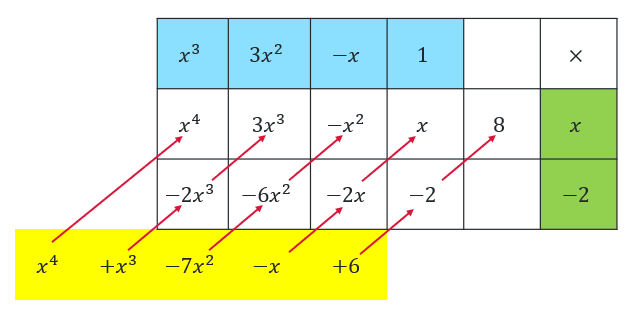 x³ 3x² −x 1 ×
x⁴ 3x³ −x² x 8 x
−2x³ −6x² −2x −2 −2
x⁴ +x³ −7x² −x +6